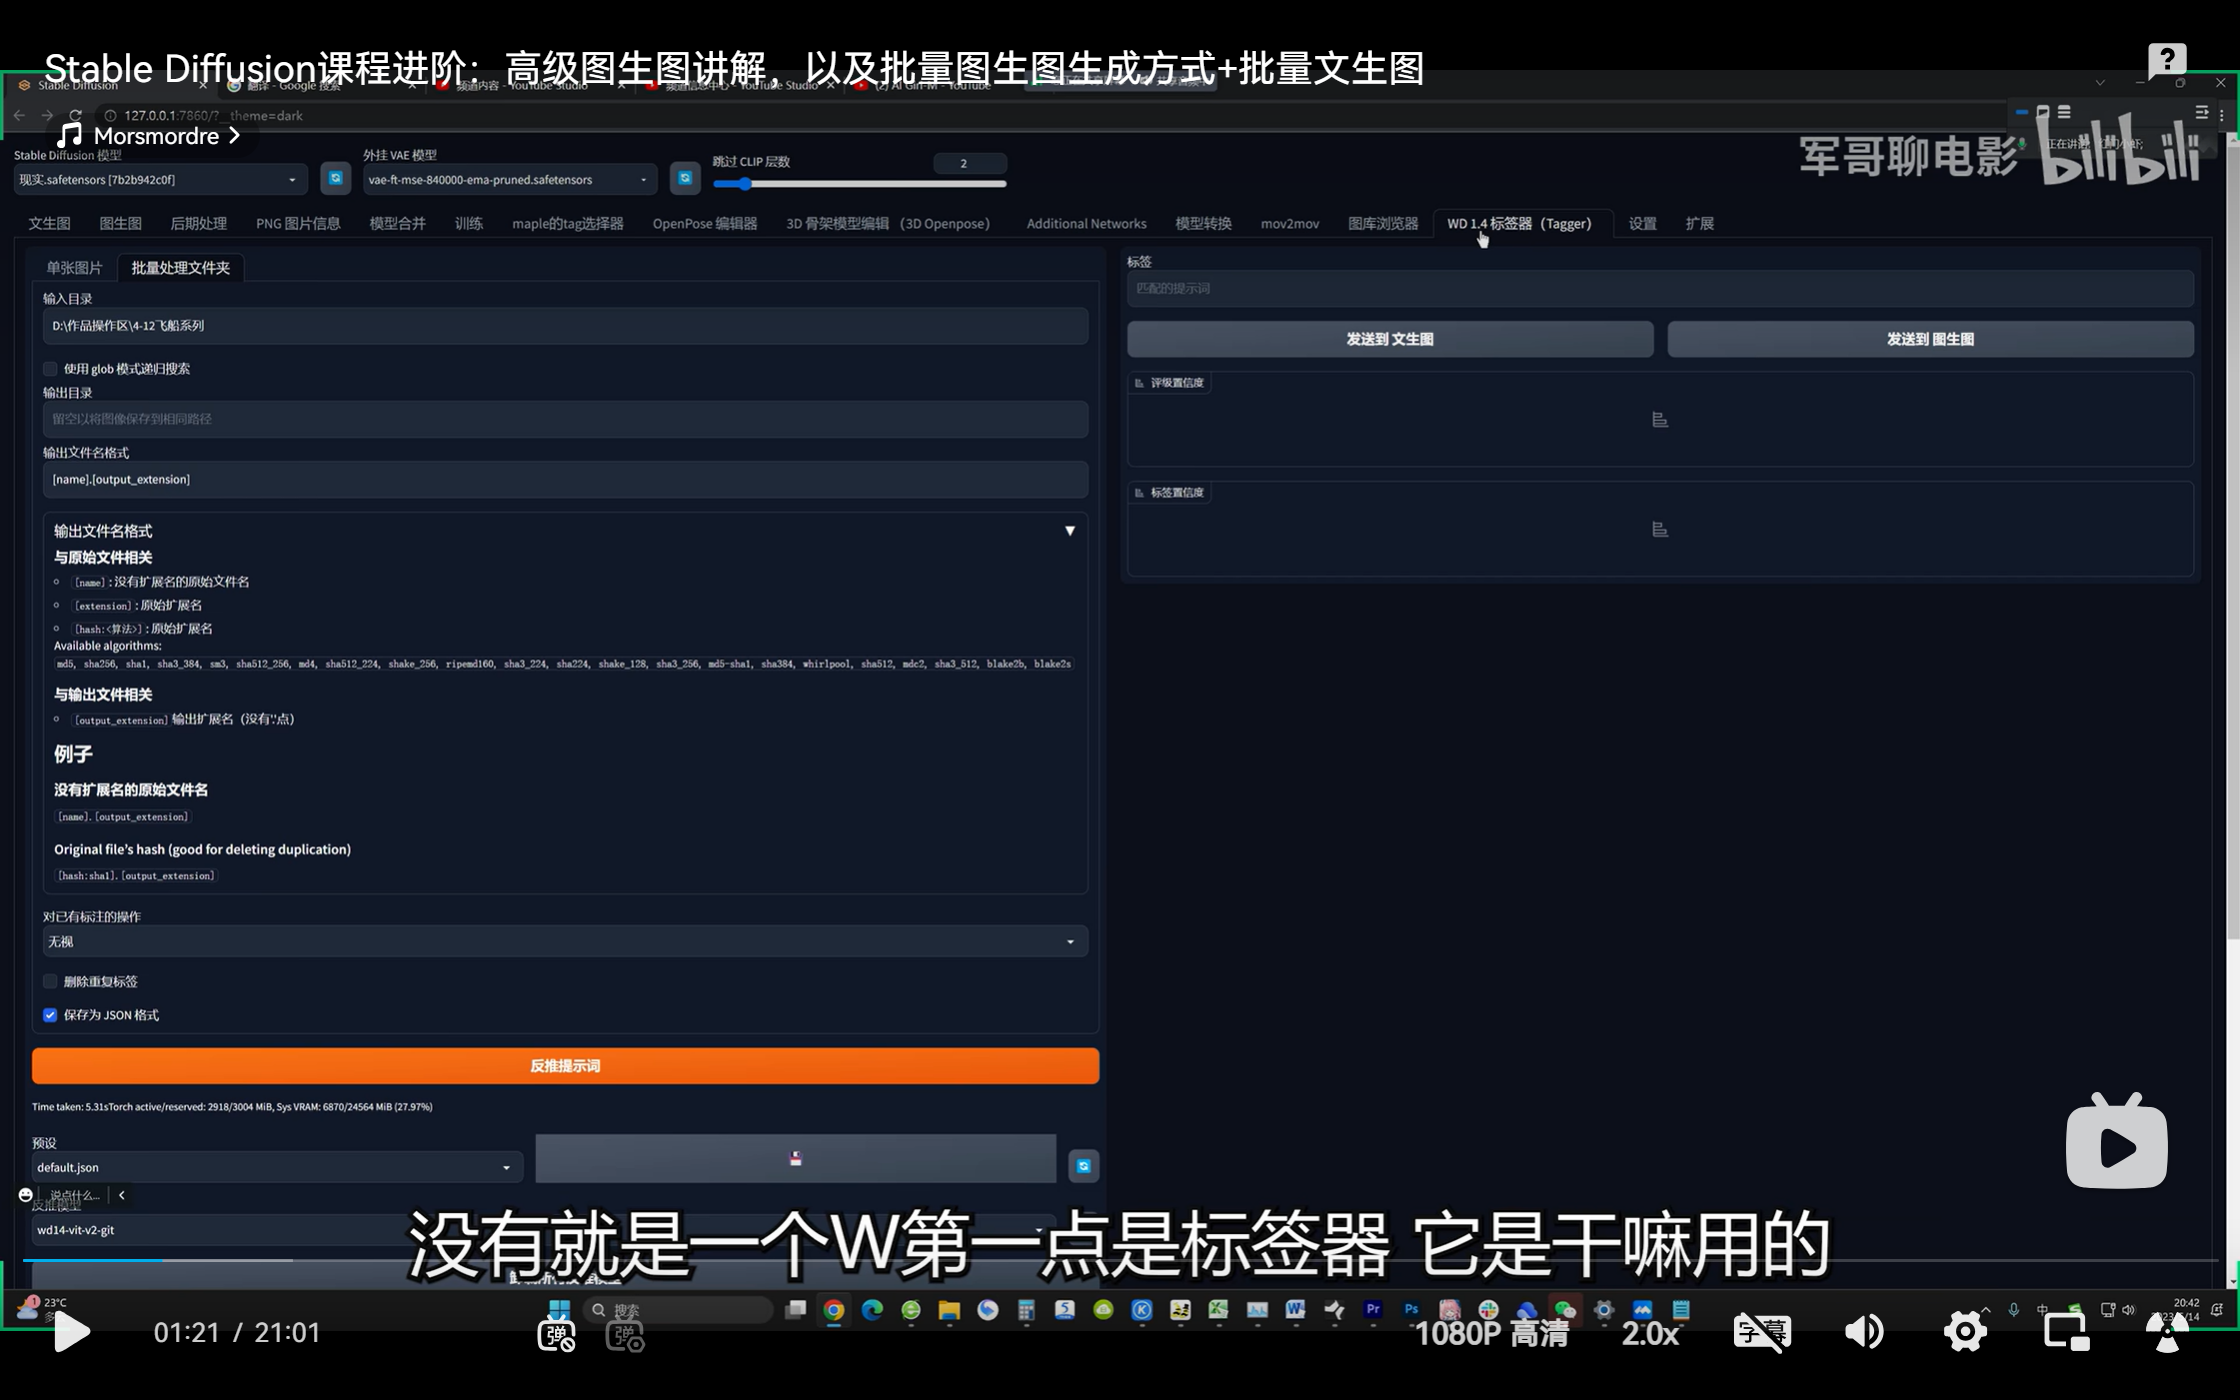 Stable Diffusion课程进阶：高级图生图讲解，以及批量图生图生成方式+批量文生图
Stable Diffusion
翻译 - Google 搜索
频道内容 - YouTube Studio
频道信息中心 - YouTube Studio
127.0.0.1:7860/?__theme=dark
Morsmordre
军哥聊电影 bilibili
Stable Diffusion 模型
外挂 VAE 模型
跳过 CLIP 层数
2
现实.safetensors [7b2b942c0f]
vae-ft-mse-840000-ema-pruned.safetensors
文生图 图生图 后期处理 PNG 图片信息 模型合并 训练 maple的tag选择器 OpenPose 编辑器 3D 骨架模型编辑 （3D Openpose） Additional Networks 模型转换 mov2mov 图库浏览器 WD 1.4 标签器（Tagger） 设置 扩展
单张图片 批量处理文件夹
输入目录
D:\作品操作区\4-12飞船系列
使用 glob 模式递归搜索
输出目录
留空以将图像保存到相同路径
输出文件名格式
[name].[output_extension]
输出文件名格式
▼
与原始文件相关
[name] : 没有扩展名的原始文件名
[extension] : 原始扩展名
[hash:<算法>] : 原始扩展名
Available algorithms:
md5, sha256, sha1, sha3_384, sm3, sha512_256, md4, sha512_224, shake_256, ripemd160, sha3_224, sha224, shake_128, sha3_256, md5-sha1, sha384, whirlpool, sha512, mdc2, sha3_512, blake2b, blake2s
与输出文件相关
[output_extension] 输出扩展名（没有'.'点）
例子
没有扩展名的原始文件名
[name].[output_extension]
Original file's hash (good for deleting duplication)
[hash:sha1].[output_extension]
对已有标注的操作
无视
删除重复标签
保存为 JSON 格式
反推提示词
Time taken: 5.31sTorch active/reserved: 2918/3004 MiB, Sys VRAM: 6870/24564 MiB (27.97%)
预设
default.json
说点什么...
反推模型
wd14-vit-v2-git
标签
匹配的提示词
发送到 文生图
发送到 图生图
评级置信度
标签置信度
没有就是一个W第一点是标签器 它是干嘛用的
23°C
搜索
20:42
01:21 / 21:01
弹
弹
1080P 高清
2.0x
字幕